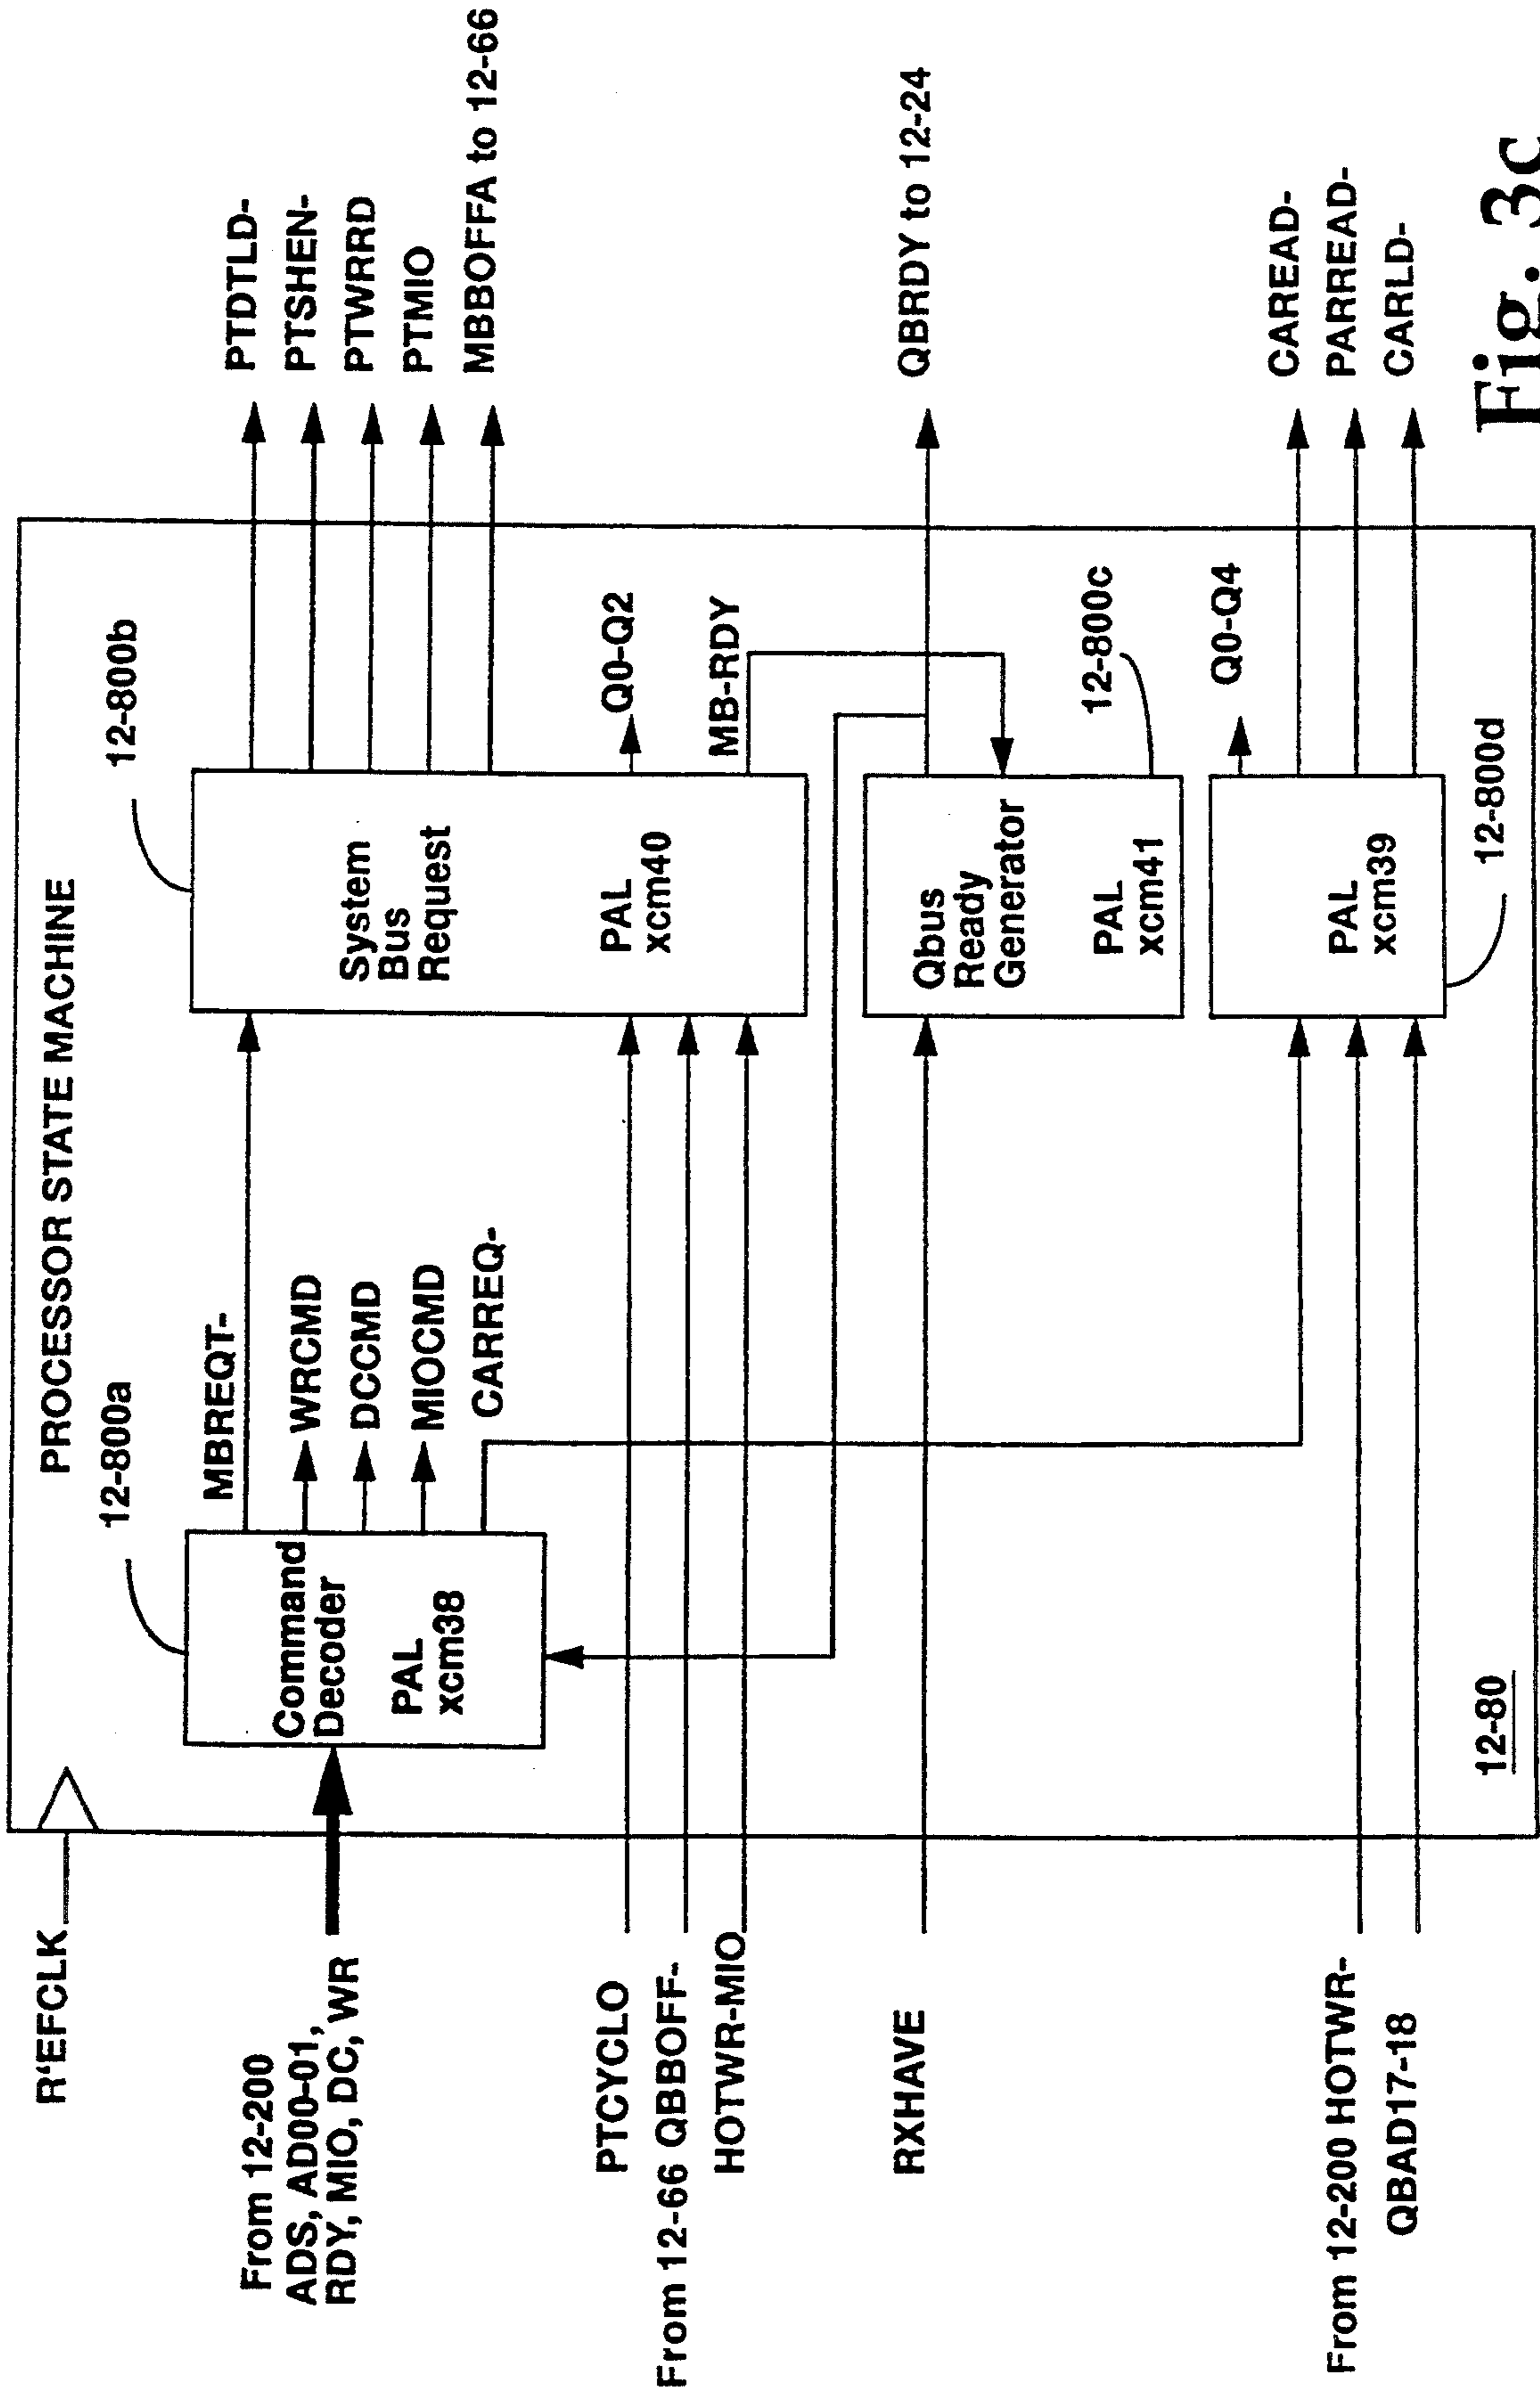 PROCESSOR STATE MACHINE
R'EFCLK
From 12-200
ADS, AD00-01,
RDY, MIO, DC, WR
12-800a
Command
Decoder
PAL
xcm38
MBREQT-
WRCMD
DCCMD
MIOCMD
CARREQ-
12-800b
System
Bus
Request
PAL
xcm40
PTDTLD-
PTSHEN-
PTWRRD
PTMIO
MBBOFFA to 12-66
Q0-Q2
MB-RDY
PTCYCLO
From 12-66 QBBOFF-
HOTWR-MIO
RXHAVE
Qbus
Ready
Generator
PAL
xcm41
12-800c
QBRDY to 12-24
From 12-200 HOTWR-
QBAD17-18
PAL
xcm39
12-800d
Q0-Q4
CAREAD-
PARREAD-
CARLD-
12-80
Fig. 3c